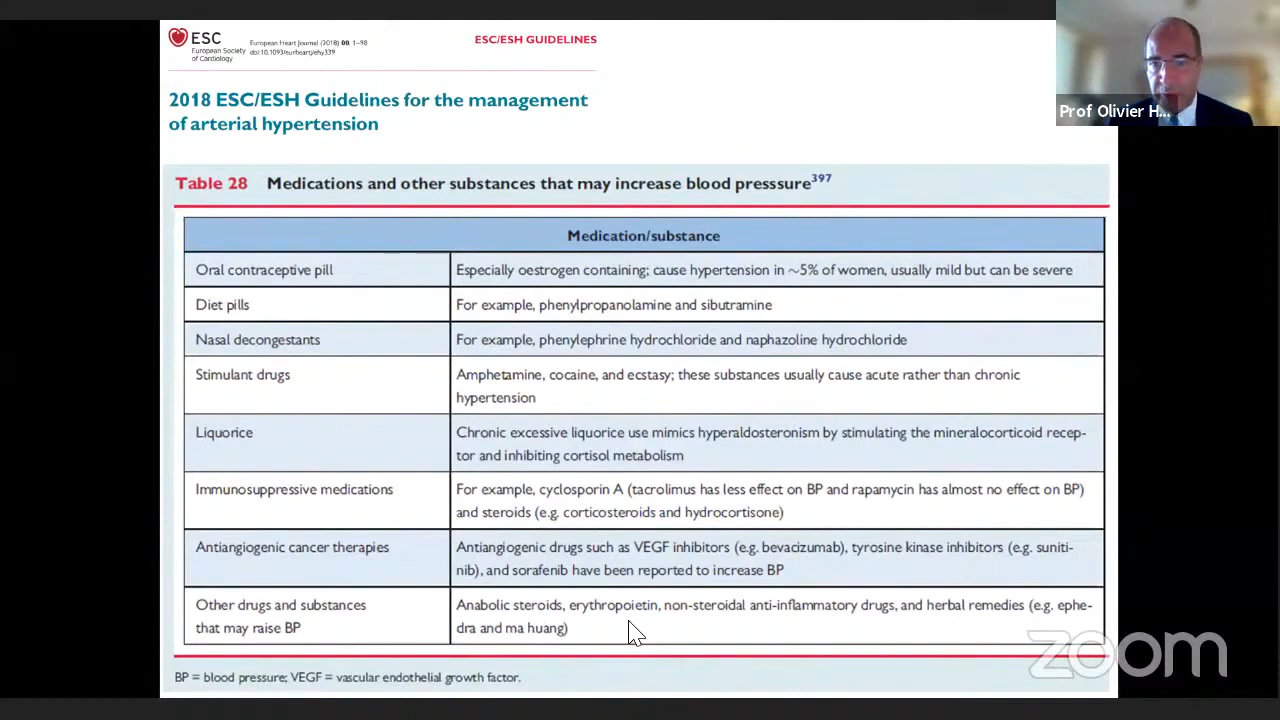 ESC
European Society
of Cardiology
European Heart Journal (2018) 00, 1–98
doi:10.1093/eurheartj/ehy339
ESC/ESH GUIDELINES
Prof Olivier H...
2018 ESC/ESH Guidelines for the management
of arterial hypertension
Table 28 Medications and other substances that may increase blood presssure397
Medication/substance
Oral contraceptive pill
Especially oestrogen containing; cause hypertension in ~5% of women, usually mild but can be severe
Diet pills
For example, phenylpropanolamine and sibutramine
Nasal decongestants
For example, phenylephrine hydrochloride and naphazoline hydrochloride
Stimulant drugs
Amphetamine, cocaine, and ecstasy; these substances usually cause acute rather than chronic
hypertension
Liquorice
Chronic excessive liquorice use mimics hyperaldosteronism by stimulating the mineralocorticoid recep-
tor and inhibiting cortisol metabolism
Immunosuppressive medications
For example, cyclosporin A (tacrolimus has less effect on BP and rapamycin has almost no effect on BP)
and steroids (e.g. corticosteroids and hydrocortisone)
Antiangiogenic cancer therapies
Antiangiogenic drugs such as VEGF inhibitors (e.g. bevacizumab), tyrosine kinase inhibitors (e.g. suniti-
nib), and sorafenib have been reported to increase BP
Other drugs and substances
that may raise BP
Anabolic steroids, erythropoietin, non-steroidal anti-inflammatory drugs, and herbal remedies (e.g. ephe-
dra and ma huang)
BP = blood pressure; VEGF = vascular endothelial growth factor.
zoom